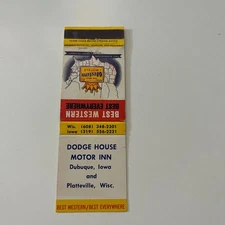 BEST WESTERN
BEST EVERYWHERE
Wis. (608) 348-2301
Iowa (319) 556-2231
DODGE HOUSE
MOTOR INN
Dubuque, Iowa
and
Platteville, Wisc.
BEST WESTERN/BEST EVERYWHERE